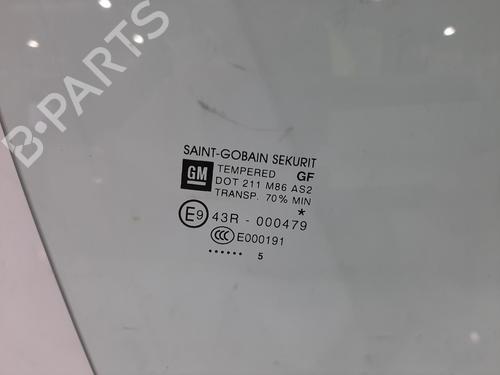 B-PARTS
SAINT-GOBAIN SEKURIT
GM TEMPERED GF
DOT 211 M86 AS2
TRANSP. 70% MIN
*
E9 43R - 000479
CCC E000191
...... 5